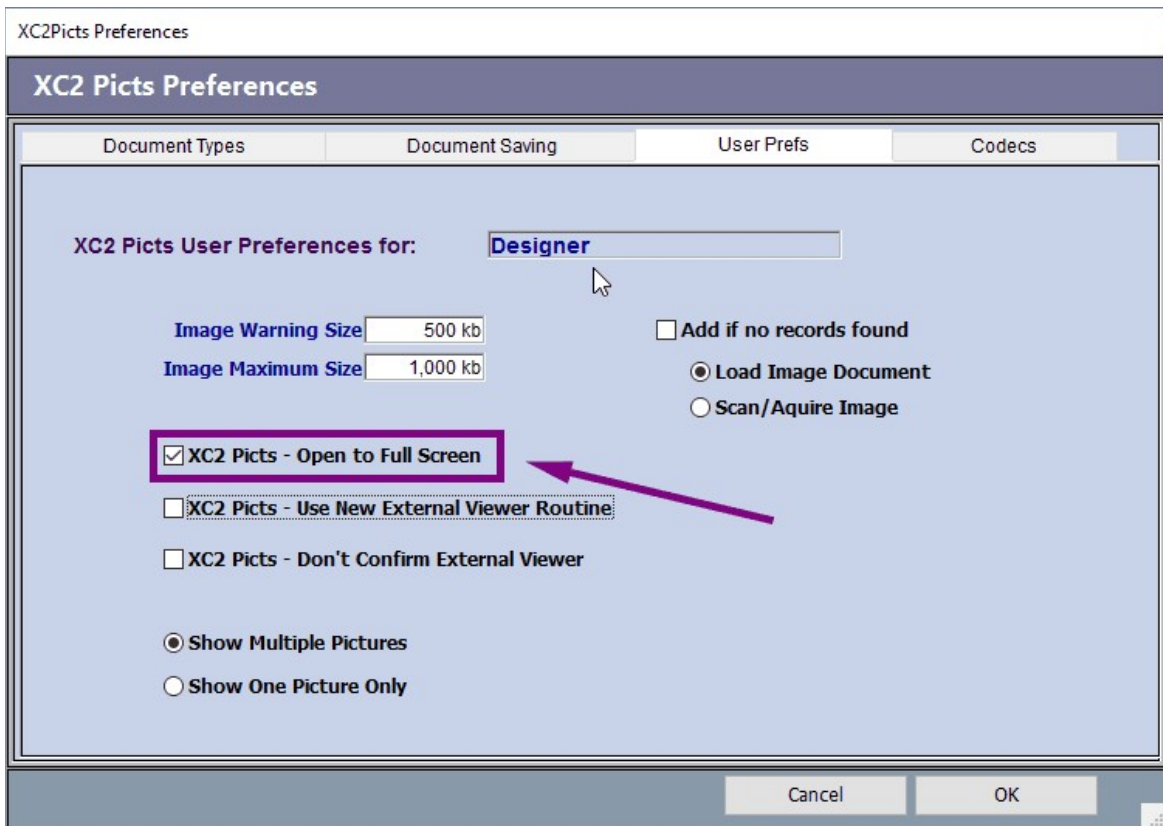 XC2Picts Preferences
XC2 Picts Preferences
Document Types Document Saving User Prefs Codecs
XC2 Picts User Preferences for: Designer
Image Warning Size 500 kb
Add if no records found
Image Maximum Size 1,000 kb
Load Image Document
Scan/Aquire Image
XC2 Picts - Open to Full Screen
XC2 Picts - Use New External Viewer Routine
XC2 Picts - Don't Confirm External Viewer
Show Multiple Pictures
Show One Picture Only
Cancel OK